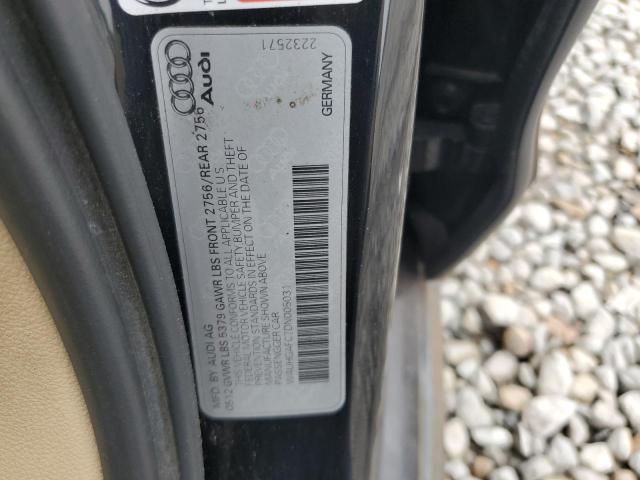 AUDI
MFD. BY AUDI AG
05.12 GVWR LBS 5379 GAWR LBS FRONT 2756/REAR 2756
THIS VEHICLE CONFORMS TO ALL APPLICABLE U.S.
FEDERAL MOTOR VEHICLE SAFETY BUMPER AND THEFT
PREVENTION STANDARDS IN EFFECT ON THE DATE OF
MANUFACTURE SHOWN ABOVE
PASSENGER CAR
2232571
GERMANY